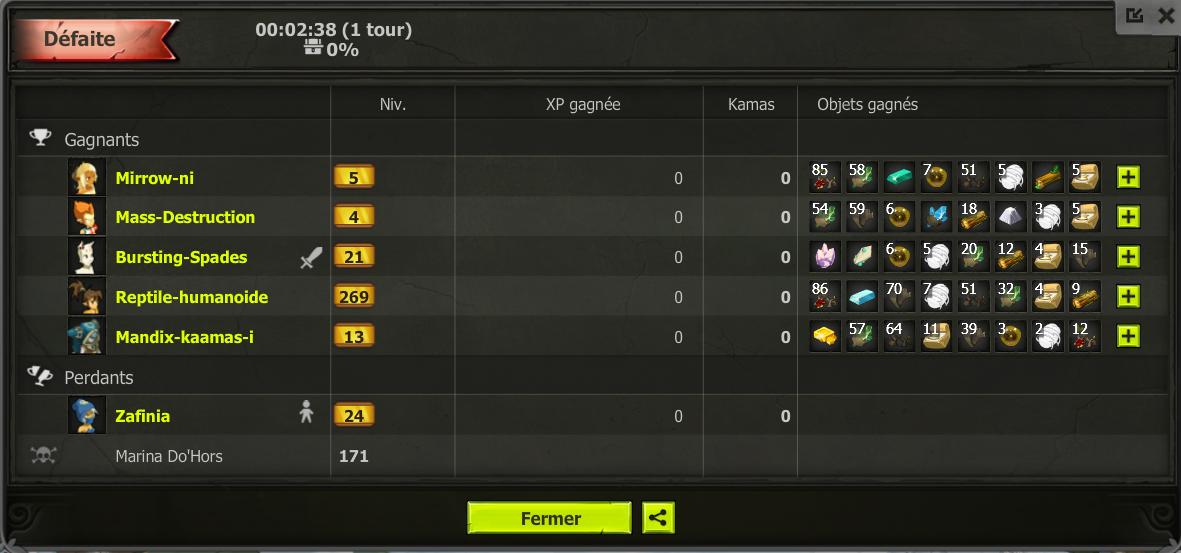 Défaite
00:02:38 (1 tour)
0%
Niv. XP gagnée Kamas Objets gagnés
Gagnants
Mirrow-ni 5 0 0 85 58 7... 51 5 5
Mass-Destruction 4 0 0 54 59 6 18 3 5
Bursting-Spades 21 0 0 6 5 20 12 4 15
Reptile-humanoide 269 0 0 86 70 7 51 32 4 9
Mandix-kaamas-i 13 0 0 57 64 11 39 3 2 12
Perdants
Zafinia 24 0 0
Marina Do'Hors 171
Fermer